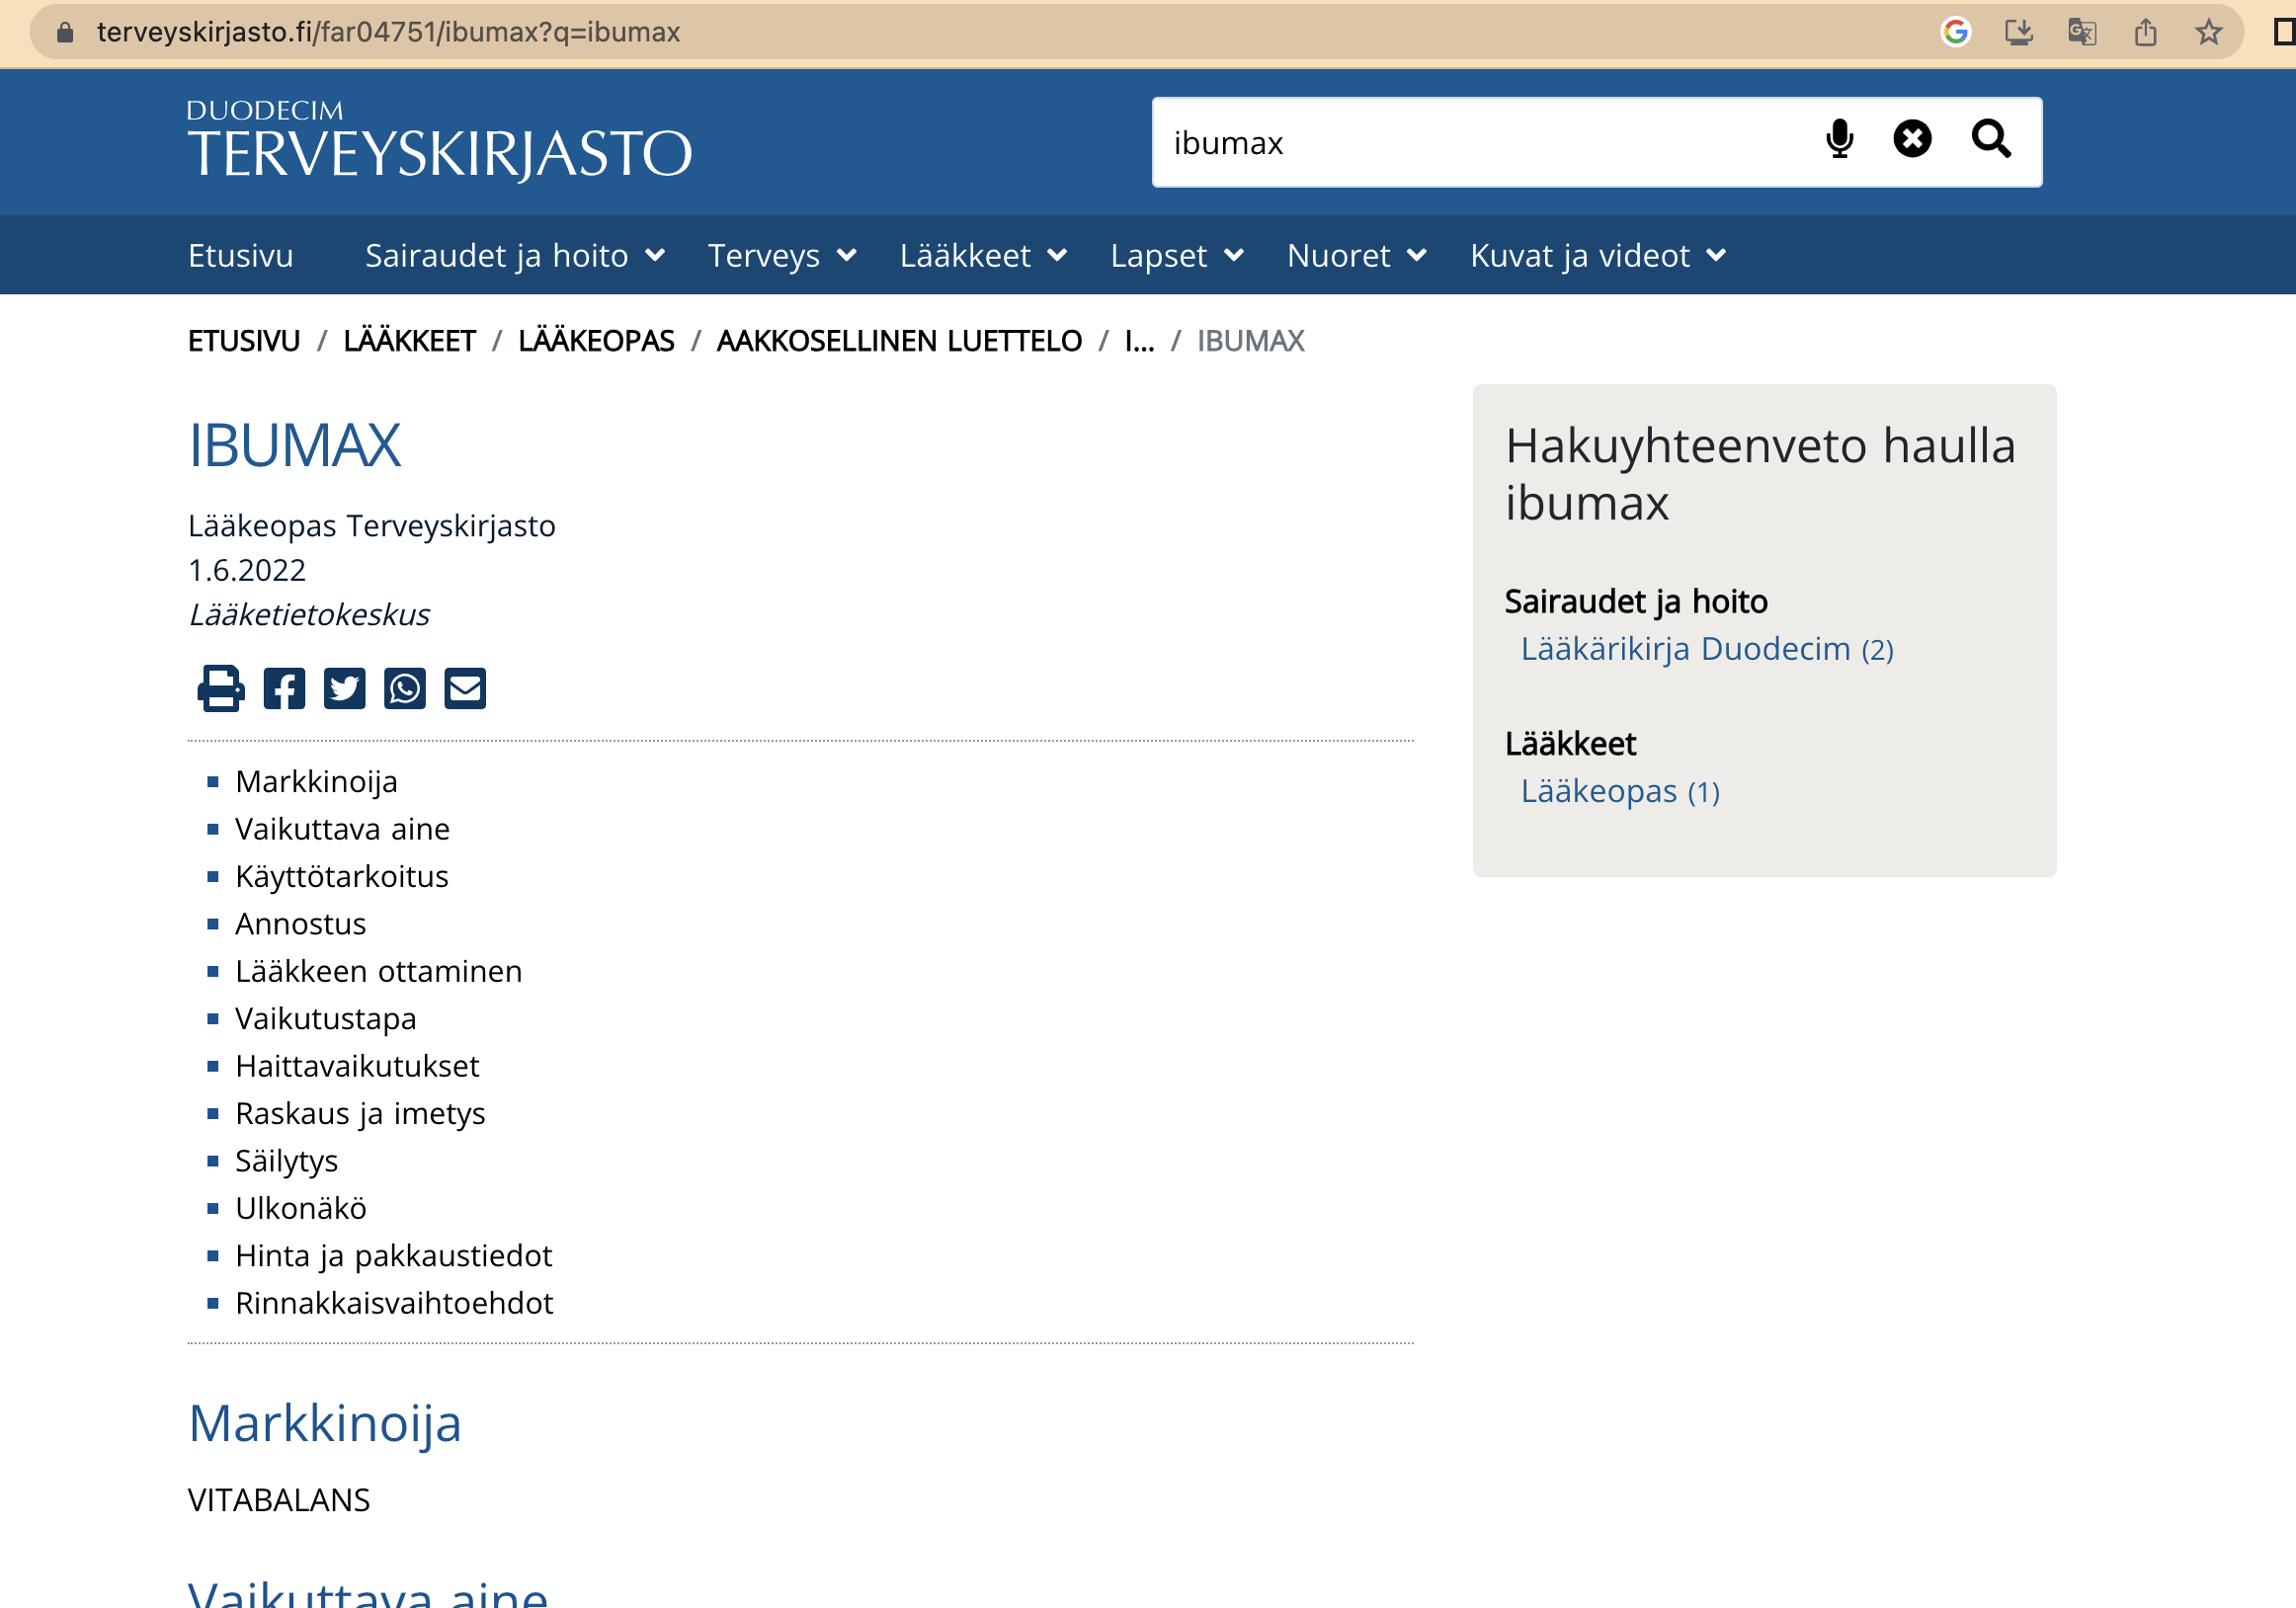 terveyskirjasto.fi/far04751/ibumax?q=ibumax
DUODECIM
TERVEYSKIRJASTO
ibumax
Etusivu Sairaudet ja hoito Terveys Lääkkeet Lapset Nuoret Kuvat ja videot
ETUSIVU / LÄÄKKEET / LÄÄKEOPAS / AAKKOSELLINEN LUETTELO / I... / IBUMAX
IBUMAX
Lääkeopas Terveyskirjasto
1.6.2022
Lääketietokeskus
Markkinoija
Vaikuttava aine
Käyttötarkoitus
Annostus
Lääkkeen ottaminen
Vaikutustapa
Haittavaikutukset
Raskaus ja imetys
Säilytys
Ulkonäkö
Hinta ja pakkaustiedot
Rinnakkaisvaihtoehdot
Markkinoija
VITABALANS
Vaikuttava aine
Hakuyhteenveto haulla
ibumax
Sairaudet ja hoito
Lääkärikirja Duodecim (2)
Lääkkeet
Lääkeopas (1)